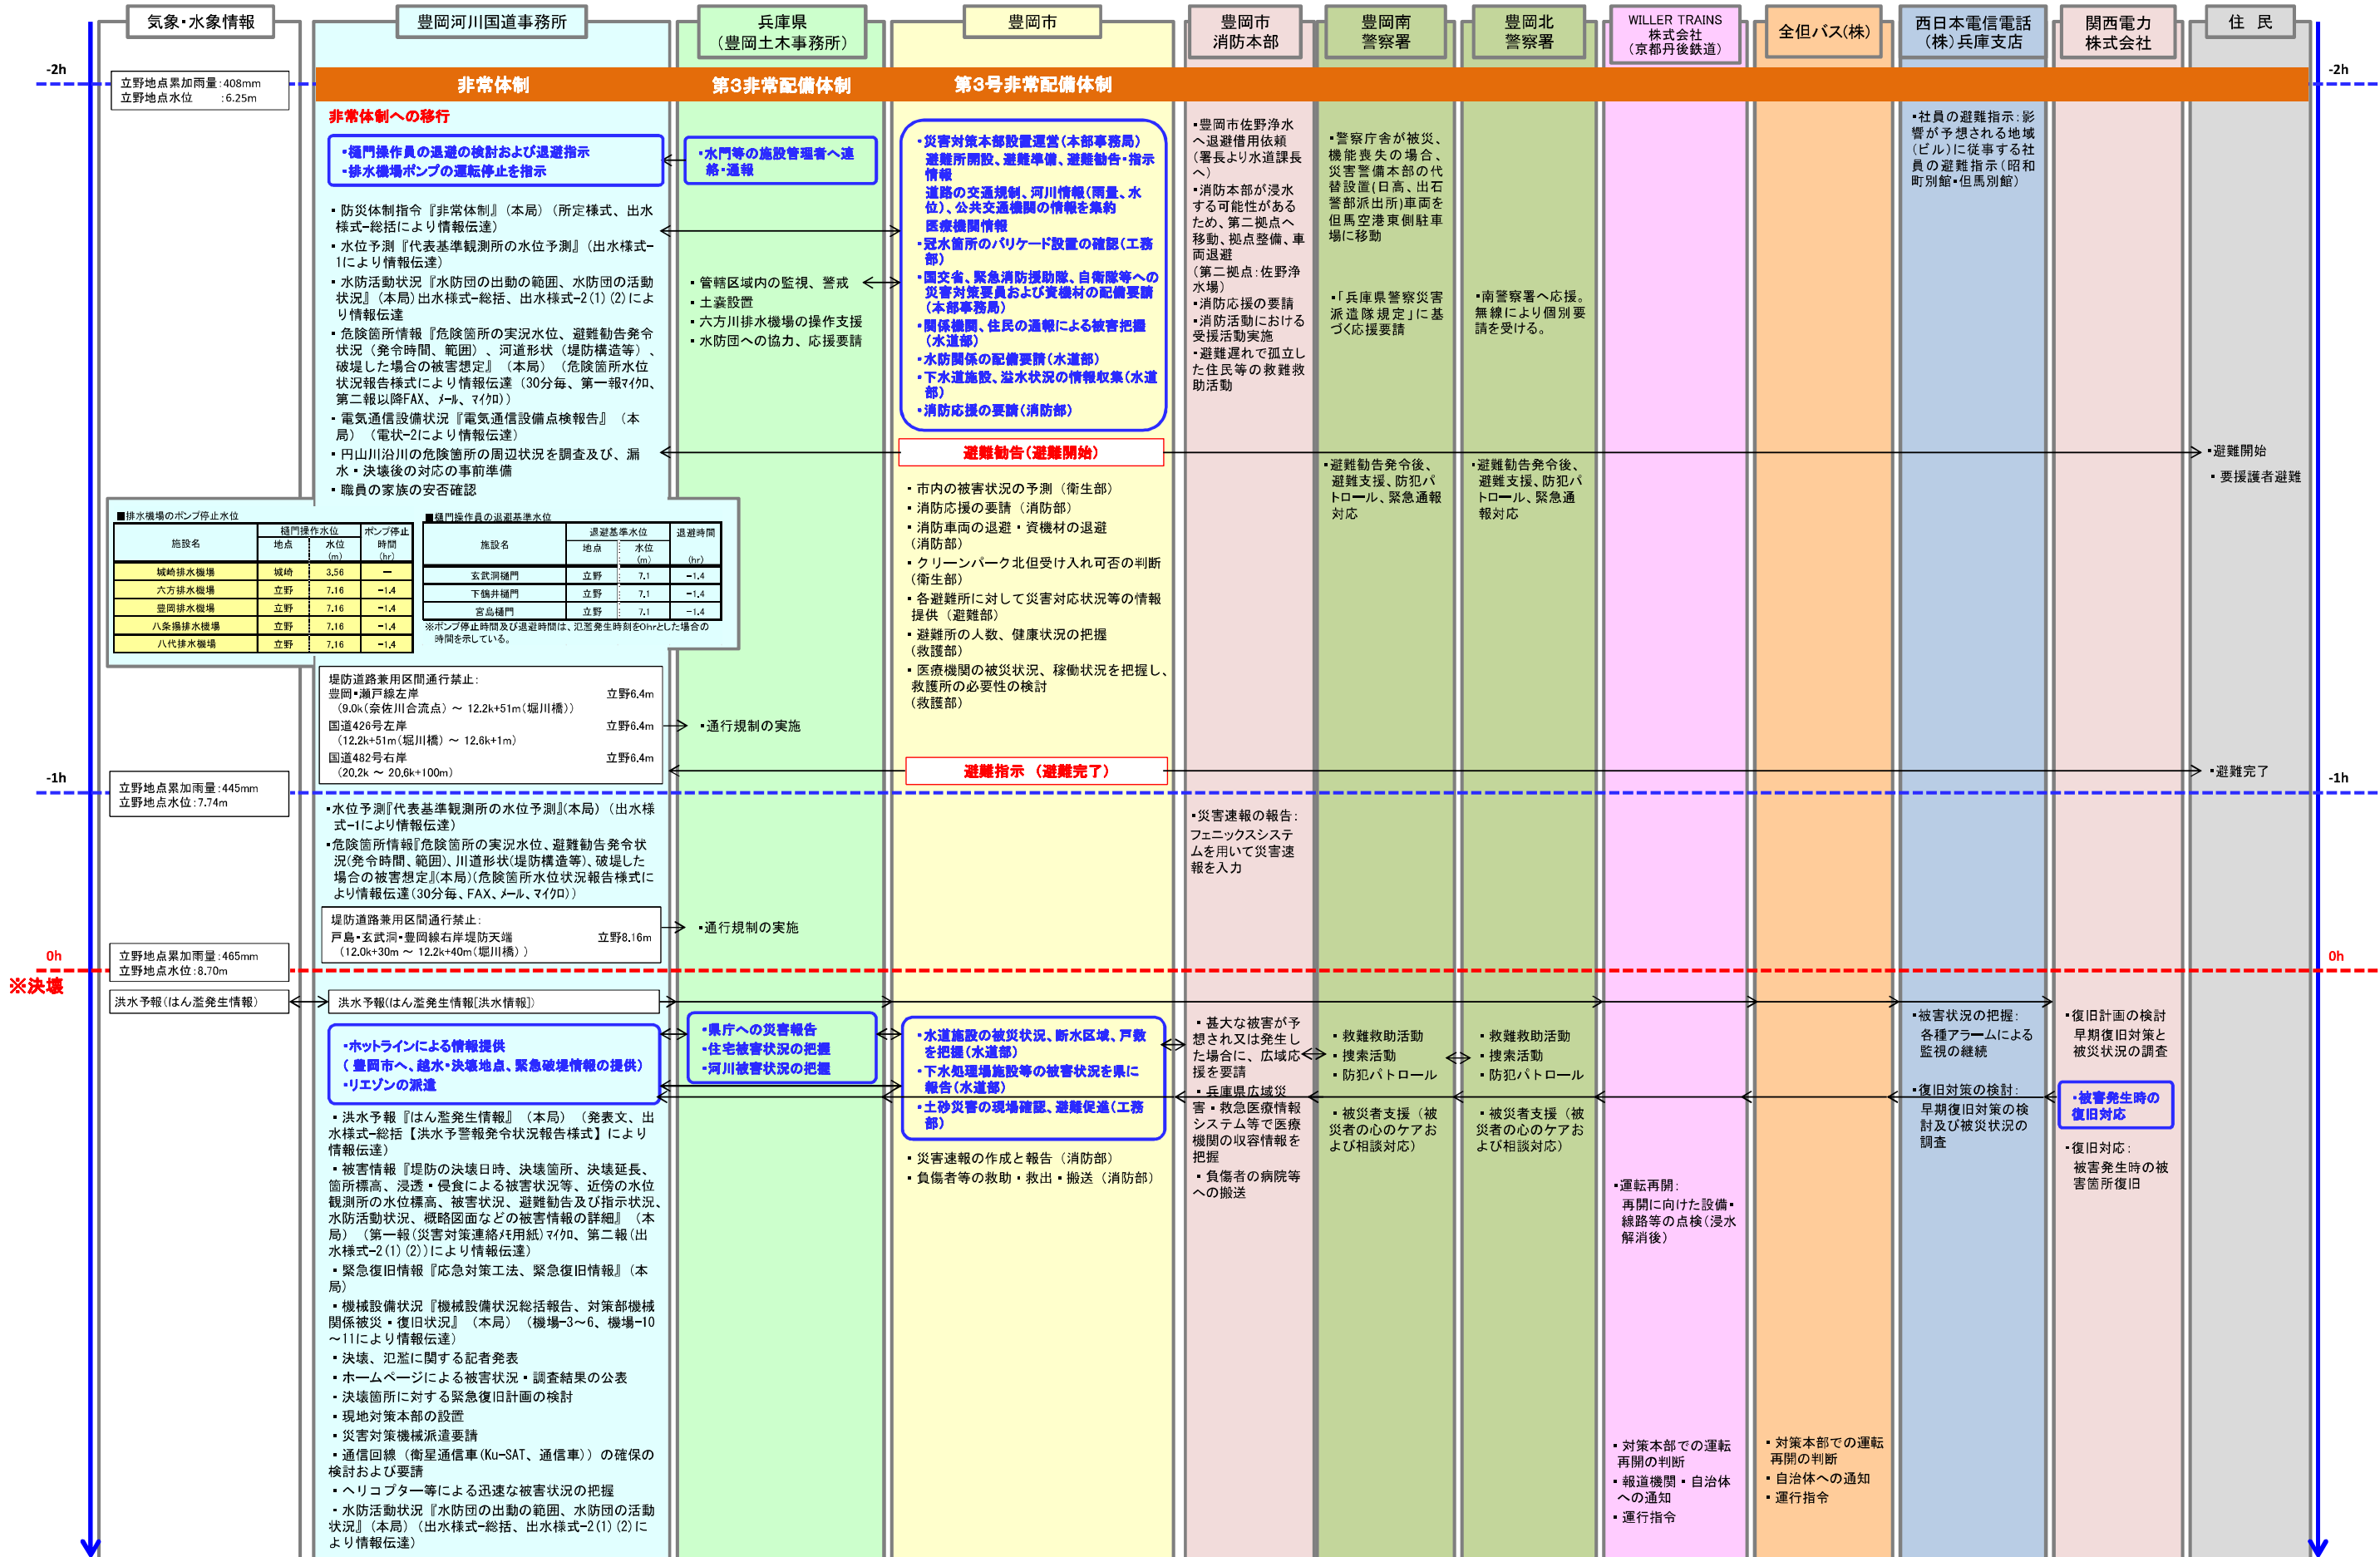 気象・水象情報
豊岡河川国道事務所
兵庫県
（豊岡土木事務所）
豊岡市
豊岡市
消防本部
豊岡南
警察署
豊岡北
警察署
WILLER TRAINS
株式会社
（京都丹後鉄道）
全但バス(株)
西日本電信電話
（株）兵庫支店
関西電力
株式会社
住　民
-2h
-2h
立野地点累加雨量：408mm
立野地点水位　　：6.25m
非常体制
第３非常配備体制
第３号非常配備体制
非常体制への移行
・樋門操作員の退避の検討および退避指示
・排水機場ポンプの運転停止を指示
・防災体制指令『非常体制』（本局）（所定様式、出水
様式−総括により情報伝達）
・水位予測『代表基準観測所の水位予測』（出水様式−
1により情報伝達）
・水防活動状況『水防団の出動の範囲、水防団の活動
状況』（本局）出水様式−総括、出水様式−2（1）（2）によ
り情報伝達
・危険箇所情報『危険箇所の実況水位、避難勧告発令
状況（発令時間、範囲）、河道形状（堤防構造等）、
破堤した場合の被害想定』（本局）（危険箇所水位
状況報告様式により情報伝達（30分毎、第一報ﾏｲｸﾛ、
第二報以降FAX、ﾒｰﾙ、ﾏｲｸﾛ））
・電気通信設備状況『電気通信設備点検報告』（本
局）（電状−2により情報伝達）
・円山川沿川の危険箇所の周辺状況を調査及び、漏
水・決壊後の対応の事前準備
・職員の家族の安否確認
・水門等の施設管理者へ連
絡・通報
・管轄区域内の監視、警戒
・土嚢設置
・六方川排水機場の操作支援
・水防団への協力、応援要請
・災害対策本部設置運営（本部事務局）
避難所開設、避難準備、避難勧告・指示
情報
道路の交通規制、河川情報（雨量、水
位）、公共交通機関の情報を集約
医療機関情報
・冠水箇所のバリケード設置の確認（工務
部）
・国交省、緊急消防援助隊、自衛隊等への
災害対策要員および資機材の配備要請
（本部事務局）
・関係機関、住民の通報による被害把握
（水道部）
・水防関係の配備要請（水道部）
・下水道施設、溢水状況の情報収集（水道
部）
・消防応援の要請（消防部）
避難勧告（避難開始）
・市内の被害状況の予測（衛生部）
・消防応援の要請（消防部）
・消防車両の退避・資機材の退避
（消防部）
・クリーンパーク北但受け入れ可否の判断
（衛生部）
・各避難所に対して災害対応状況等の情報
提供（避難部）
・避難所の人数、健康状況の把握
（救護部）
・医療機関の被災状況、稼働状況を把握し、
救護所の必要性の検討
（救護部）
・豊岡市佐野浄水
へ退避借用依頼
（署長より水道課長
へ）
・消防本部が浸水
する可能性がある
ため、第二拠点へ
移動、拠点整備、車
両退避
（第二拠点：佐野浄
水場）
・消防応援の要請
・消防活動における
受援活動実施
・避難遅れで孤立し
た住民等の救難救
助活動
・警察庁舎が被災、
機能喪失の場合、
災害警備本部の代
替設置（日高、出石
警部派出所）車両を
但馬空港東側駐車
場に移動
・「兵庫県警察災害
派遣隊規定」に基
づく応援要請
・避難勧告発令後、
避難支援、防犯パ
トロール、緊急通報
対応
・南警察署へ応援。
無線により個別要
請を受ける。
・避難勧告発令後、
避難支援、防犯パ
トロール、緊急通
報対応
・社員の避難指示：影
響が予想される地域
（ビル）に従事する社
員の避難指示（昭和
町別館・但馬別館）
・避難開始
・要援護者避難
■排水機場のポンプ停止水位
施設名　樋門操作水位　ポンプ停止
地点　水位　時間
(m)　(hr)
城崎排水機場　城崎　3.56　ー
六方排水機場　立野　7.16　−1.4
豊岡排水機場　立野　7.16　−1.4
八条揚排水機場　立野　7.16　−1.4
八代排水機場　立野　7.16　−1.4
■樋門操作員の退避基準水位
施設名　退避基準水位　退避時間
地点　水位
(m)　(hr)
玄武洞樋門　立野　7.1　−1.4
下鶴井樋門　立野　7.1　−1.4
宮島樋門　立野　7.1　−1.4
※ポンプ停止時間及び退避時間は、氾濫発生時刻を0hrとした場合の
時間を示している。
堤防道路兼用区間通行禁止：
豊岡・瀬戸線左岸　立野6.4m
（9.0k（奈佐川合流点）〜 12.2k+51m（堀川橋））
国道426号左岸　立野6.4m
（12.2k+51m（堀川橋）〜 12.6k+1m）
国道482号右岸　立野6.4m
（20.2k 〜 20.6k+100m）
・通行規制の実施
避難指示（避難完了）
・避難完了
-1h
-1h
立野地点累加雨量：445mm
立野地点水位：7.74m
・水位予測『代表基準観測所の水位予測』（本局）（出水様
式−1により情報伝達）
・危険箇所情報『危険箇所の実況水位、避難勧告発令状
況（発令時間、範囲）、川道形状（堤防構造等）、破堤した
場合の被害想定』（本局）（危険箇所水位状況報告様式に
より情報伝達（30分毎、FAX、ﾒｰﾙ、ﾏｲｸﾛ））
・災害速報の報告：
フェニックスシステ
ムを用いて災害速
報を入力
堤防道路兼用区間通行禁止：
戸島・玄武洞・豊岡線右岸堤防天端　立野8.16m
（12.0k+30m 〜 12.2k+40m（堀川橋））
・通行規制の実施
0h
0h
※決壊
立野地点累加雨量：465mm
立野地点水位：8.70m
洪水予報（はん濫発生情報）
洪水予報（はん濫発生情報[洪水情報]）
・ホットラインによる情報提供
（ 豊岡市へ、越水・決壊地点、緊急破堤情報の提供）
・リエゾンの派遣
・洪水予報『はん濫発生情報』（本局）（発表文、出
水様式−総括【洪水予警報発令状況報告様式】により
情報伝達）
・被害情報『堤防の決壊日時、決壊箇所、決壊延長、
箇所標高、浸透・侵食による被害状況等、近傍の水位
観測所の水位標高、被害状況、避難勧告及び指示状況、
水防活動状況、概略図面などの被害情報の詳細』（本
局）（第一報（災害対策連絡ﾒﾓ用紙）ﾏｲｸﾛ、第二報（出
水様式−2（1）（2））により情報伝達）
・緊急復旧情報『応急対策工法、緊急復旧情報』（本
局）
・機械設備状況『機械設備状況総括報告、対策部機械
関係被災・復旧状況』（本局）（機場−3〜6、機場−10
〜11により情報伝達）
・決壊、氾濫に関する記者発表
・ホームページによる被害状況・調査結果の公表
・決壊箇所に対する緊急復旧計画の検討
・現地対策本部の設置
・災害対策機械派遣要請
・通信回線（衛星通信車(Ku−SAT、通信車)）の確保の
検討および要請
・ヘリコプター等による迅速な被害状況の把握
・水防活動状況『水防団の出動の範囲、水防団の活動
状況』（本局）（出水様式−総括、出水様式−2（1）（2）に
より情報伝達）
・県庁への災害報告
・住宅被害状況の把握
・河川被害状況の把握
・水道施設の被災状況、断水区域、戸数
を把握（水道部）
・下水処理場施設等の被害状況を県に
報告（水道部）
・土砂災害の現場確認、避難促進（工務
部）
・災害速報の作成と報告（消防部）
・負傷者等の救助・救出・搬送（消防部）
・甚大な被害が予
想され又は発生し
た場合に、広域応
援を要請
・兵庫県広域災
害・救急医療情報
システム等で医療
機関の収容情報を
把握
・負傷者の病院等
への搬送
・救難救助活動
・捜索活動
・防犯パトロール
・被災者支援（被
災者の心のケアお
よび相談対応）
・救難救助活動
・捜索活動
・防犯パトロール
・被災者支援（被
災者の心のケアお
よび相談対応）
・運転再開：
再開に向けた設備・
線路等の点検（浸水
解消後）
・対策本部での運転
再開の判断
・報道機関・自治体
への通知
・運行指令
・対策本部での運転
再開の判断
・自治体への通知
・運行指令
・被害状況の把握：
各種アラームによる
監視の継続
・復旧対策の検討：
早期復旧対策の検
討及び被災状況の
調査
・復旧計画の検討
早期復旧対策と
被災状況の調査
・被害発生時の
復旧対応
・復旧対応：
被害発生時の被
害箇所復旧